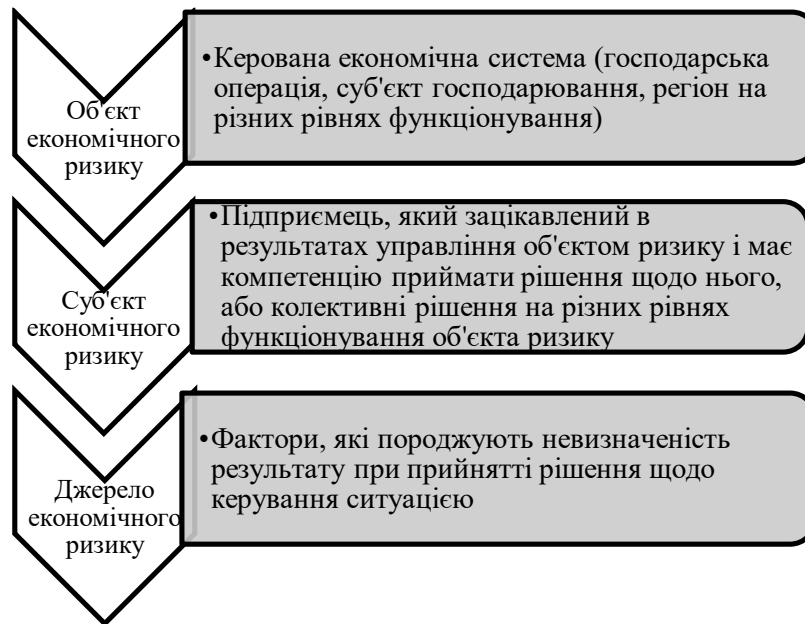 Об'єкт
економічного
ризику
•Керована економічна система (господарська
операція, суб'єкт господарювання, регіон на
різних рівнях функціонування)
Суб'єкт
економічного
ризику
•Підприємець, який зацікавлений в
результатах управління об'єктом ризику і має
компетенцію приймати рішення щодо нього,
або колективні рішення на різних рівнях
функціонування об'єкта ризику
Джерело
економічного
ризику
•Фактори, які породжують невизначеність
результату при прийнятті рішення щодо
керування ситуацією